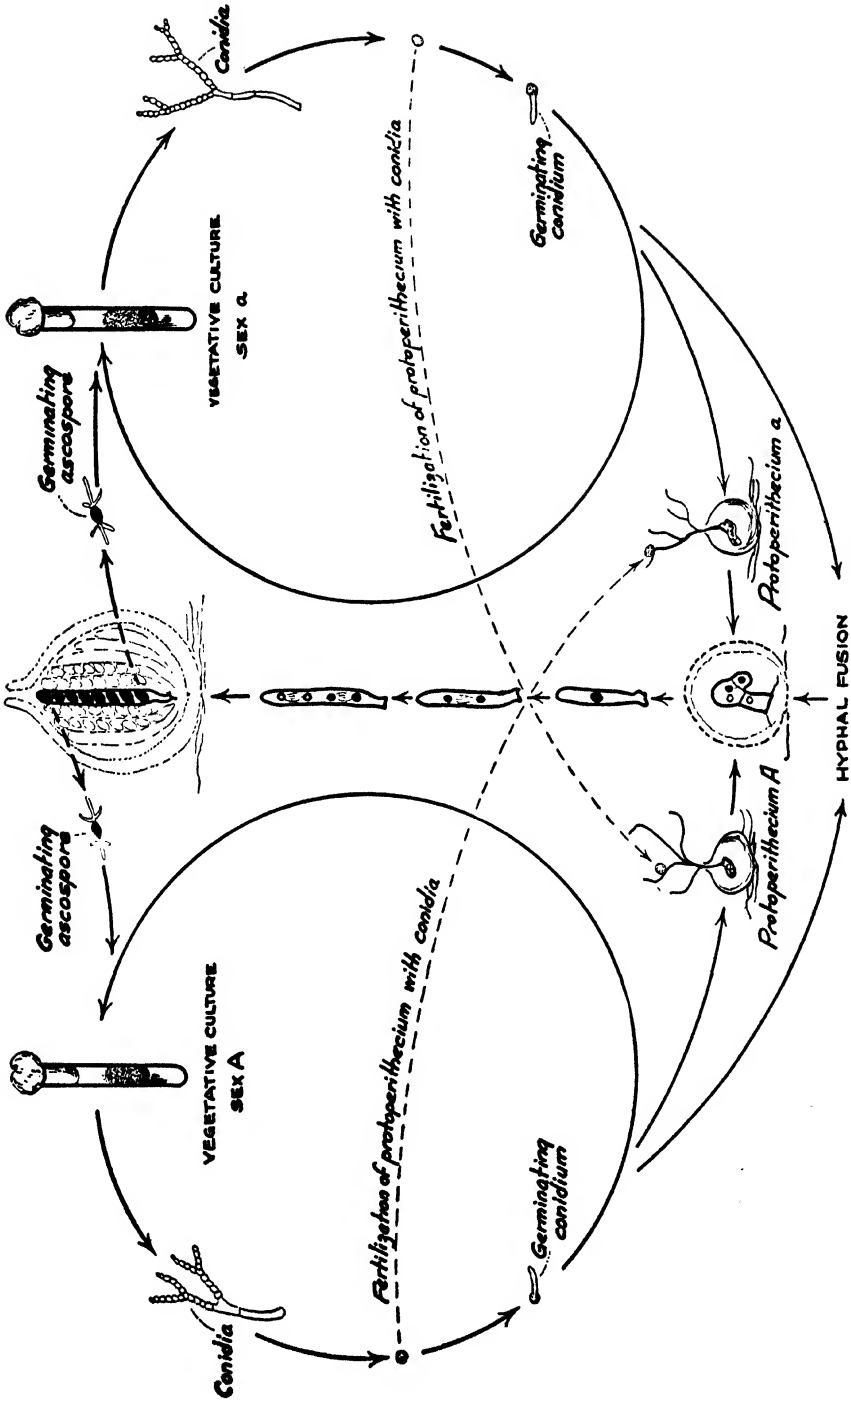 Germinating
ascospore
Germinating
ascospore
VEGETATIVE CULTURE
SEX A
VEGETATIVE CULTURE
SEX a
Conidia
Conidia
Fertilization of protoperithecium with conidia
Fertilization of protoperithecium with conidia
Germinating
conidium
Germinating
conidium
Protoperithecium A
Protoperithecium a
HYPHAL FUSION